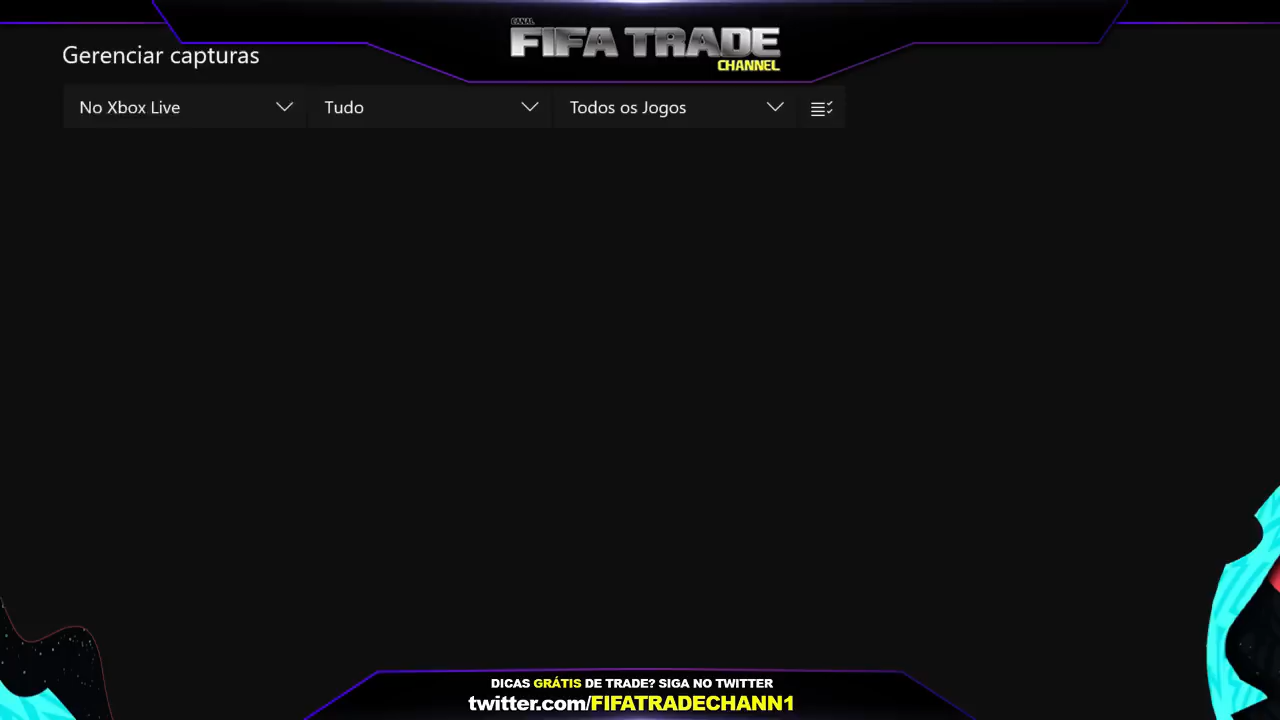 CANAL
FIFA TRADE
CHANNEL
Gerenciar capturas
No Xbox Live
Tudo
Todos os Jogos
DICAS GRÁTIS DE TRADE? SIGA NO TWITTER
twitter.com/FIFATRADECHANN1